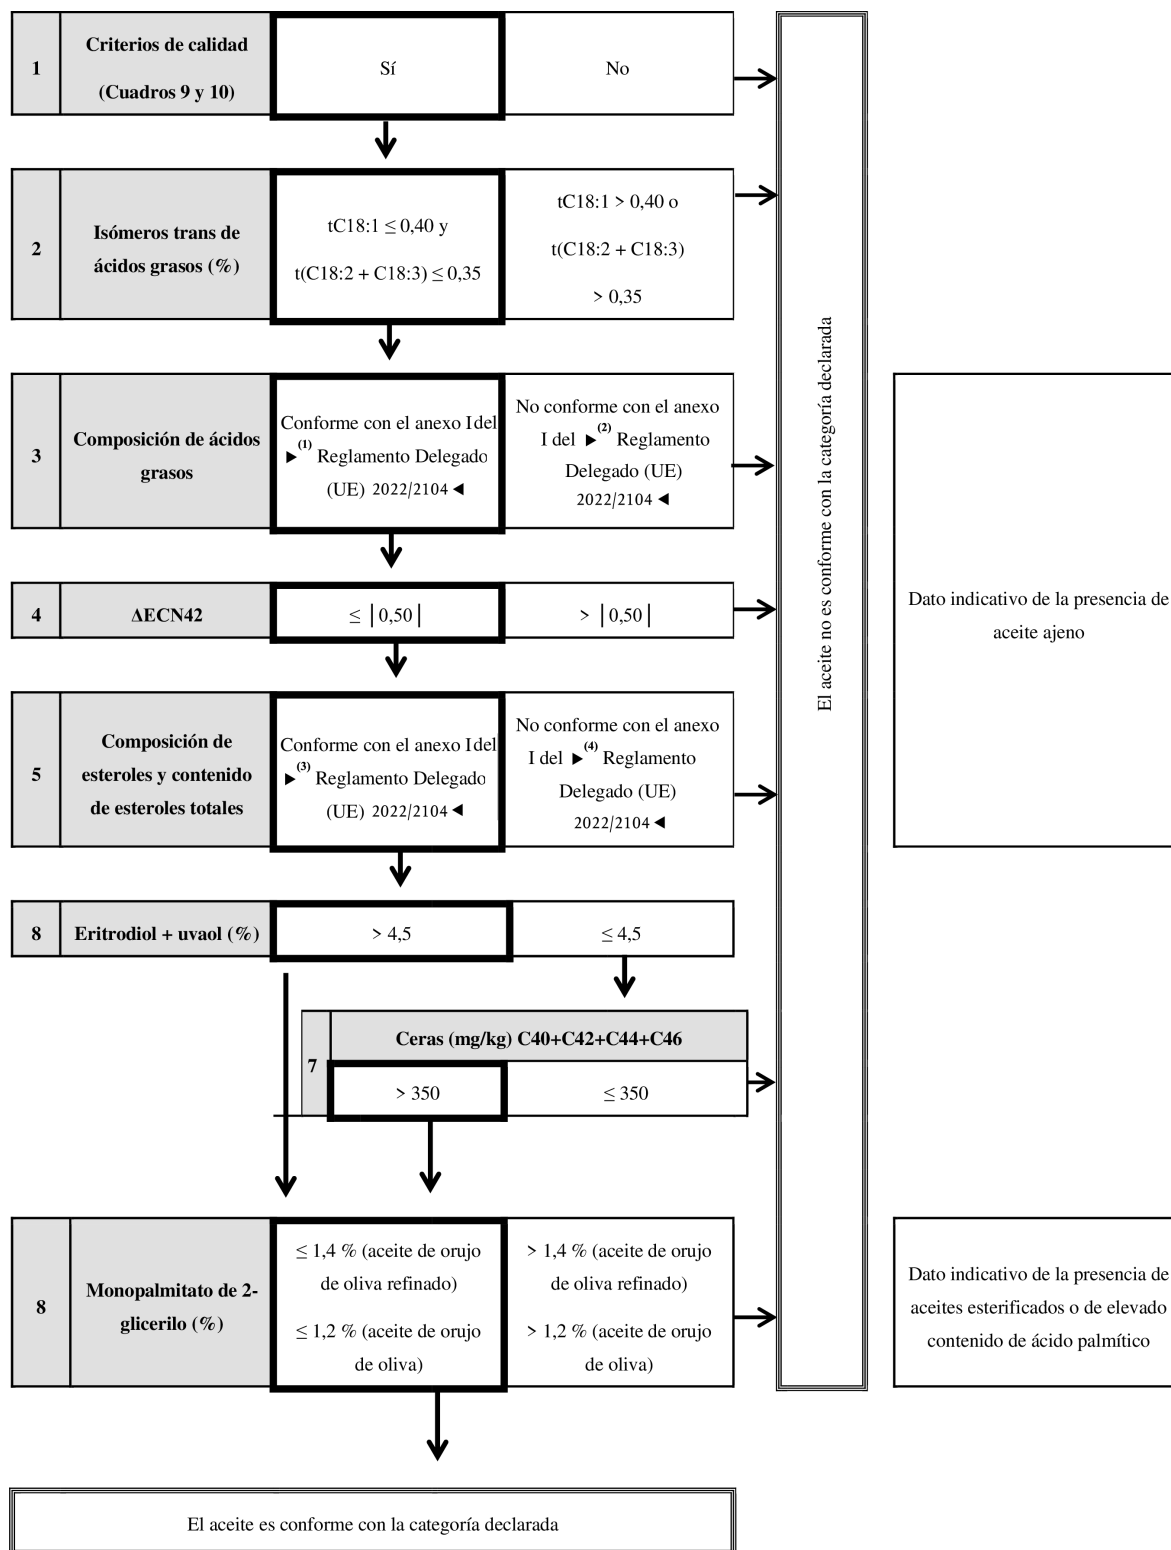 1
Criterios de calidad
(Cuadros 9 y 10)
Sí
No
2
Isómeros trans de
ácidos grasos (%)
tC18:1 ≤ 0,40 y
t(C18:2 + C18:3) ≤ 0,35
tC18:1 > 0,40 o
t(C18:2 + C18:3)
> 0,35
3
Composición de ácidos
grasos
Conforme con el anexo I del
►(1) Reglamento Delegado
(UE) 2022/2104 ◄
No conforme con el anexo
I del ►(2) Reglamento
Delegado (UE)
2022/2104 ◄
4
ΔECN42
≤ |0,50|
> |0,50|
5
Composición de
esteroles y contenido
de esteroles totales
Conforme con el anexo I del
►(3) Reglamento Delegado
(UE) 2022/2104 ◄
No conforme con el anexo
I del ►(4) Reglamento
Delegado (UE)
2022/2104 ◄
El aceite no es conforme con la categoría declarada
Dato indicativo de la presencia de
aceite ajeno
8
Eritrodiol + uvaol (%)
> 4,5
≤ 4,5
7
Ceras (mg/kg) C40+C42+C44+C46
> 350
≤ 350
8
Monopalmitato de 2-
glicerilo (%)
≤ 1,4 % (aceite de orujo
de oliva refinado)
≤ 1,2 % (aceite de orujo
de oliva)
> 1,4 % (aceite de orujo
de oliva refinado)
> 1,2 % (aceite de orujo
de oliva)
Dato indicativo de la presencia de
aceites esterificados o de elevado
contenido de ácido palmítico
El aceite es conforme con la categoría declarada